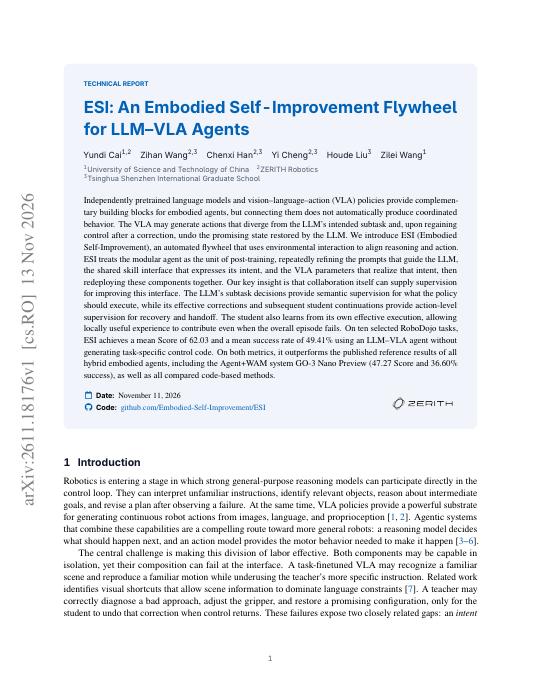 TECHNICAL REPORT
ESI: An Embodied Self-Improvement Flywheel
for LLM–VLA Agents
Yundi Cai1,2 Zihan Wang2,3 Chenxi Han2,3 Yi Cheng2,3 Houde Liu3 Zilei Wang1
1University of Science and Technology of China 2ZERITH Robotics
3Tsinghua Shenzhen International Graduate School
Independently pretrained language models and vision–language–action (VLA) policies provide complemen-
tary building blocks for embodied agents, but connecting them does not automatically produce coordinated
behavior. The VLA may generate actions that diverge from the LLM's intended subtask and, upon regaining
control after a correction, undo the promising state restored by the LLM. We introduce ESI (Embodied
Self-Improvement), an automated flywheel that uses environmental interaction to align reasoning and action.
ESI treats the modular agent as the unit of post-training, repeatedly refining the prompts that guide the LLM,
the shared skill interface that expresses its intent, and the VLA parameters that realize that intent, then
redeploying these components together. Our key insight is that collaboration itself can supply supervision
for improving this interface. The LLM's subtask decisions provide semantic supervision for what the policy
should execute, while its effective corrections and subsequent student continuations provide action-level
supervision for recovery and handoff. The student also learns from its own effective execution, allowing
locally useful experience to contribute even when the overall episode fails. On ten selected RoboDojo tasks,
ESI achieves a mean Score of 62.03 and a mean success rate of 49.41% using an LLM–VLA agent without
generating task-specific control code. On both metrics, it outperforms the published reference results of all
hybrid embodied agents, including the Agent+WAM system GO-3 Nano Preview (47.27 Score and 36.60%
success), as well as all compared code-based methods.
Date: November 11, 2026
Code: github.com/Embodied-Self-Improvement/ESI
ZERITH
arXiv:2611.18176v1 [cs.RO] 13 Nov 2026
1 Introduction
Robotics is entering a stage in which strong general-purpose reasoning models can participate directly in the
control loop. They can interpret unfamiliar instructions, identify relevant objects, reason about intermediate
goals, and revise a plan after observing a failure. At the same time, VLA policies provide a powerful substrate
for generating continuous robot actions from images, language, and proprioception [1, 2]. Agentic systems
that combine these capabilities are a compelling route toward more general robots: a reasoning model decides
what should happen next, and an action model provides the motor behavior needed to make it happen [3–6].
The central challenge is making this division of labor effective. Both components may be capable in
isolation, yet their composition can fail at the interface. A task-finetuned VLA may recognize a familiar
scene and reproduce a familiar motion while underusing the teacher's more specific instruction. Related work
identifies visual shortcuts that allow scene information to dominate language constraints [7]. A teacher may
correctly diagnose a bad approach, adjust the gripper, and restore a promising configuration, only for the
student to undo that correction when control returns. These failures expose two closely related gaps: an intent
1